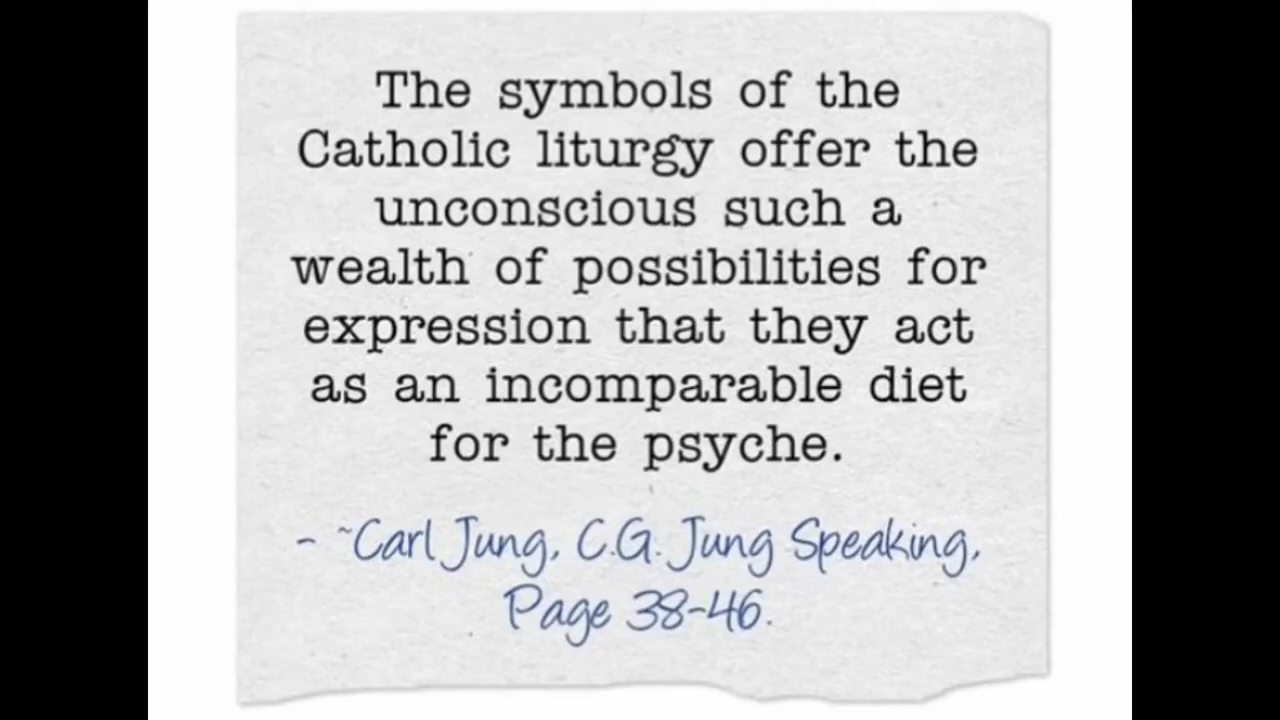 The symbols of the
Catholic liturgy offer the
unconscious such a
wealth of possibilities for
expression that they act
as an incomparable diet
for the psyche.
- ~Carl Jung, C.G. Jung Speaking,
Page 38-46.